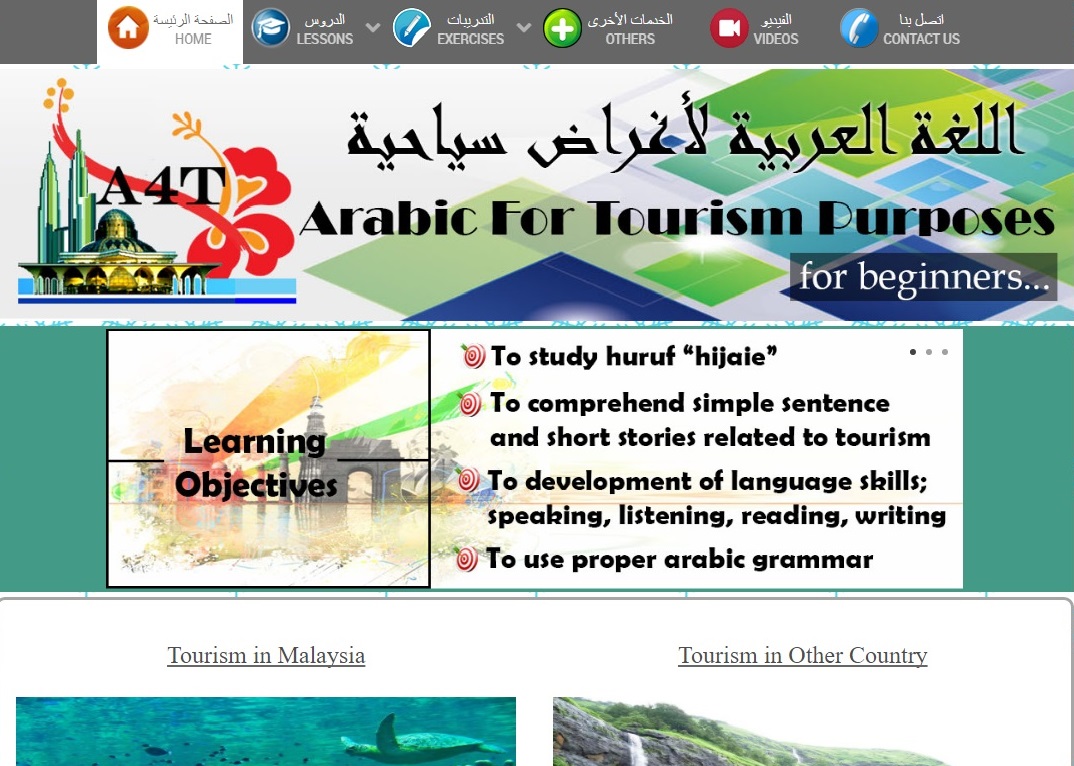 الصفحة الرئيسة
HOME
الدروس
LESSONS
التدريبات
EXERCISES
الخدمات الأخرى
OTHERS
الفيديو
VIDEOS
اتصل بنا
CONTACT US
A4T
اللغة العربية لأغراض سياحية
Arabic For Tourism Purposes
for beginners...
Learning
Objectives
To study huruf “hijaie”
To comprehend simple sentence
and short stories related to tourism
To development of language skills;
speaking, listening, reading, writing
To use proper arabic grammar
Tourism in Malaysia
Tourism in Other Country